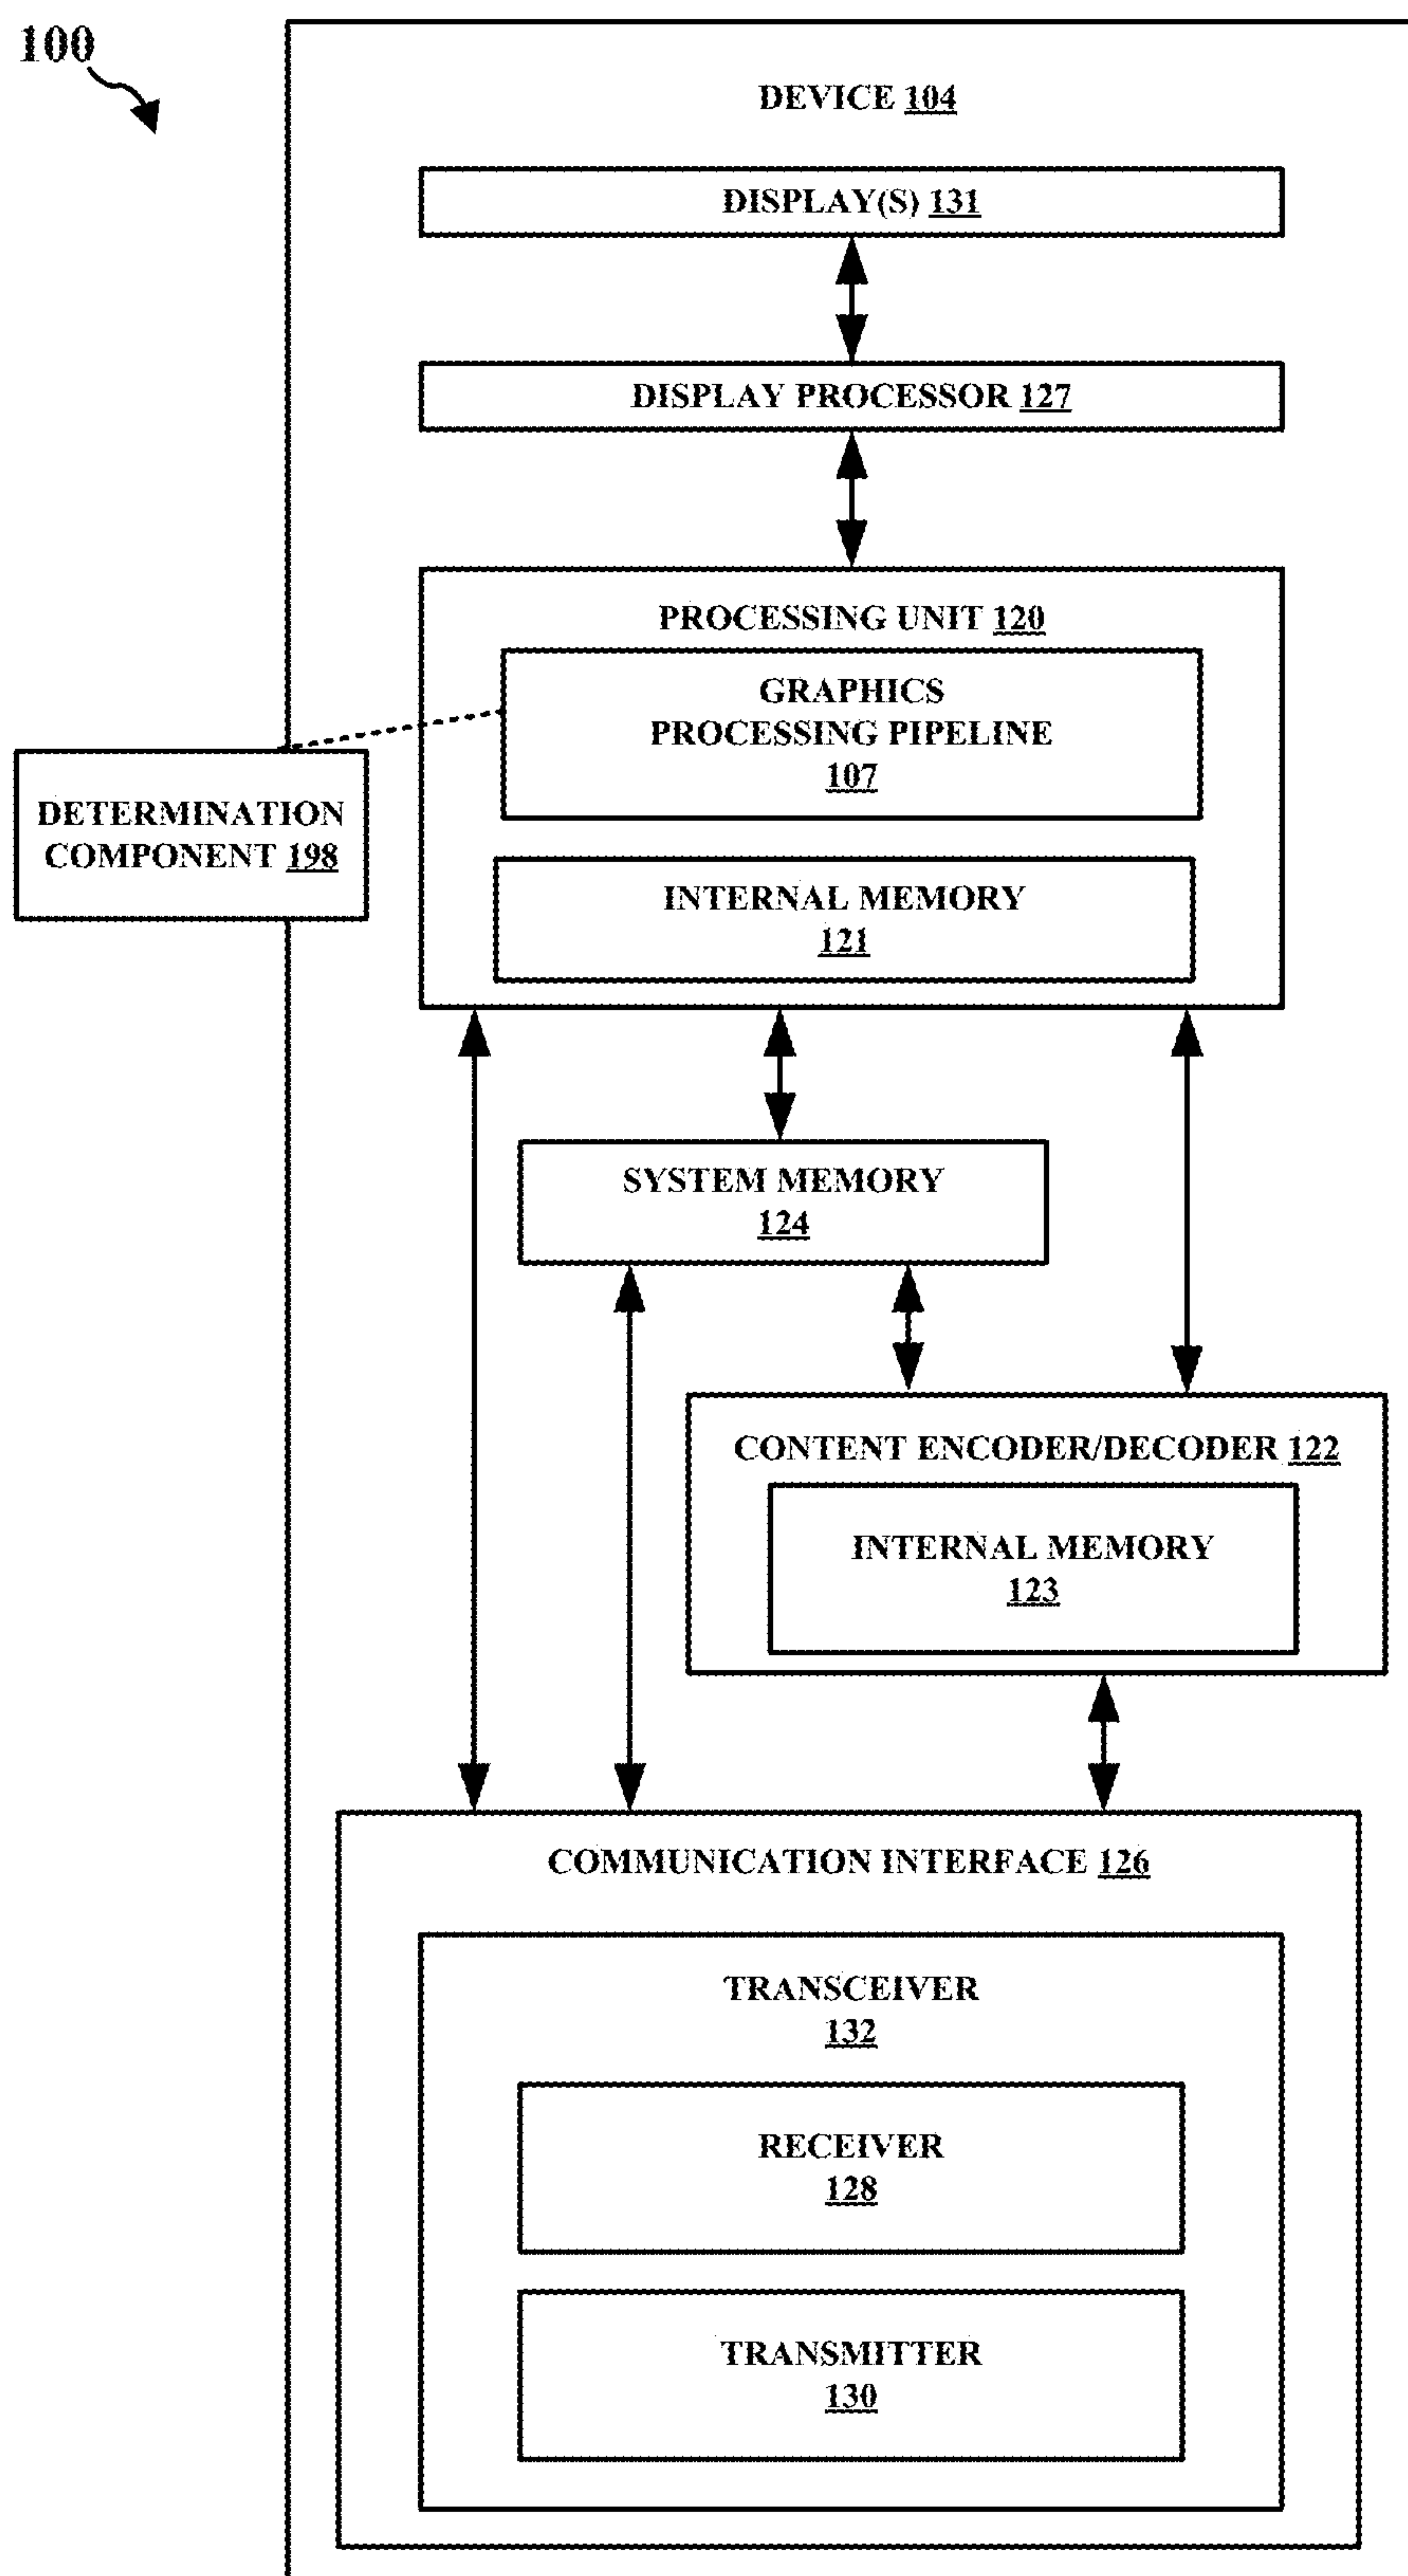 100
DEVICE 104
DISPLAY(S) 131
DISPLAY PROCESSOR 127
PROCESSING UNIT 120
GRAPHICS
PROCESSING PIPELINE
107
DETERMINATION
COMPONENT 198
INTERNAL MEMORY
121
SYSTEM MEMORY
124
CONTENT ENCODER/DECODER 122
INTERNAL MEMORY
123
COMMUNICATION INTERFACE 126
TRANSCEIVER
132
RECEIVER
128
TRANSMITTER
130